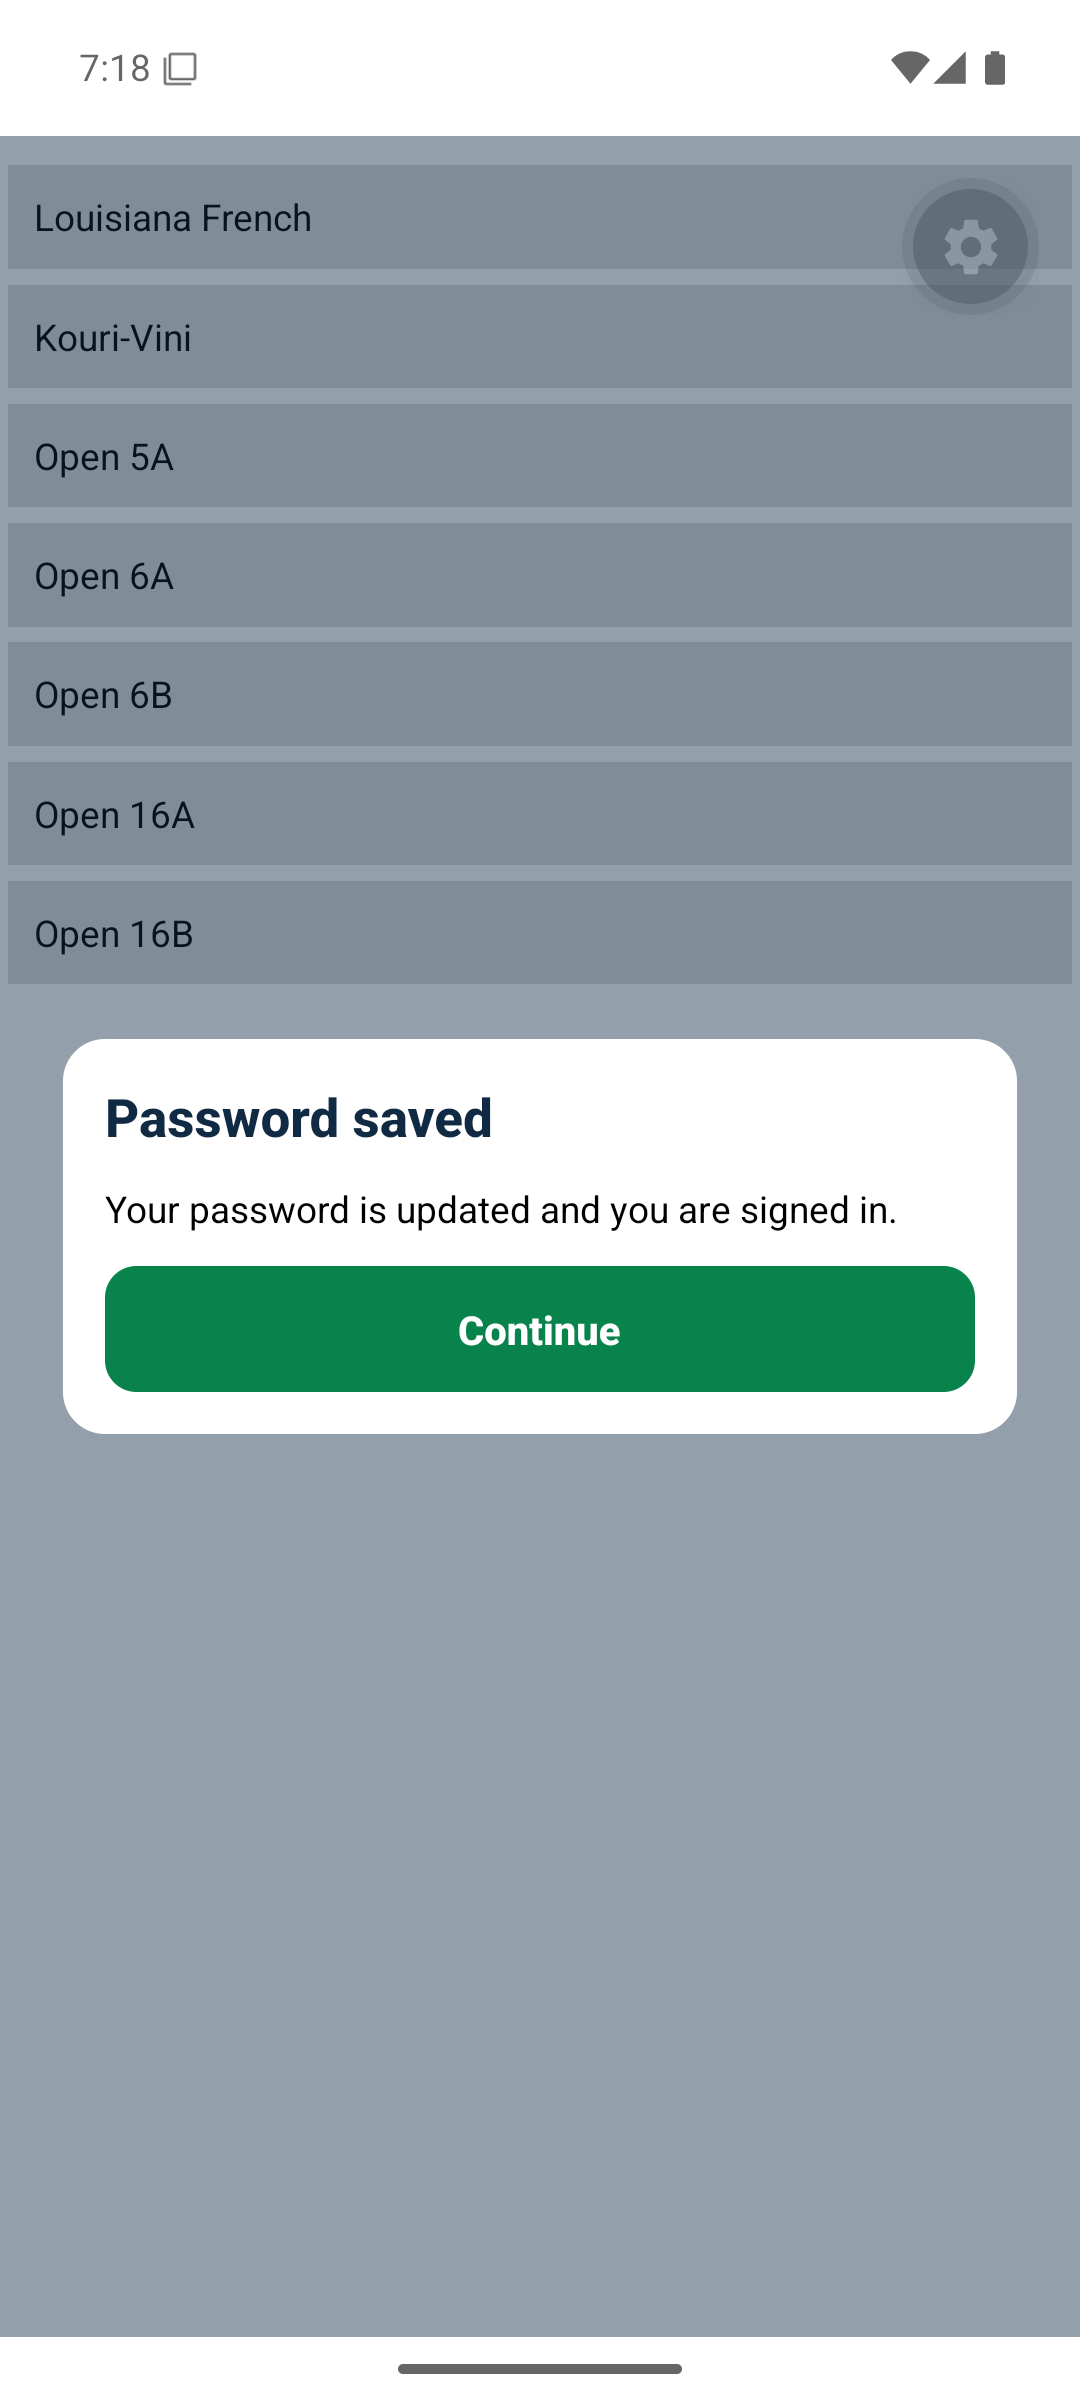 7:18
Louisiana French
Kouri-Vini
Open 5A
Open 6A
Open 6B
Open 16A
Open 16B
Password saved
Your password is updated and you are signed in.
Continue